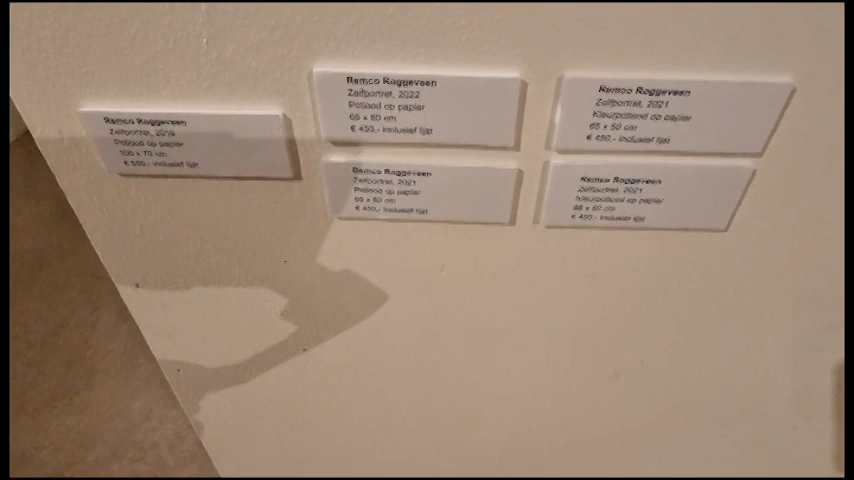 Remco Roggeveen
Zelfportret, 2019
Potlood op papier
100 x 70 cm
inclusief lijst
Remco Roggeveen
Zelfportret, 2022
Potlood op papier
65 x 50 cm
€ 450,- inclusief lijst
Remco Roggeveen
Zelfportret, 2021
Kleurpotlood op papier
65 x 50 cm
€ 450,- inclusief lijst
Remco Roggeveen
Zelfportret, 2021
Potlood op papier
65 x 50 cm
€ 450,- inclusief lijst
Remco Roggeveen
Zelfportret, 2021
Kleurpotlood op papier
65 x 50 cm
€ 450,- inclusief lijst